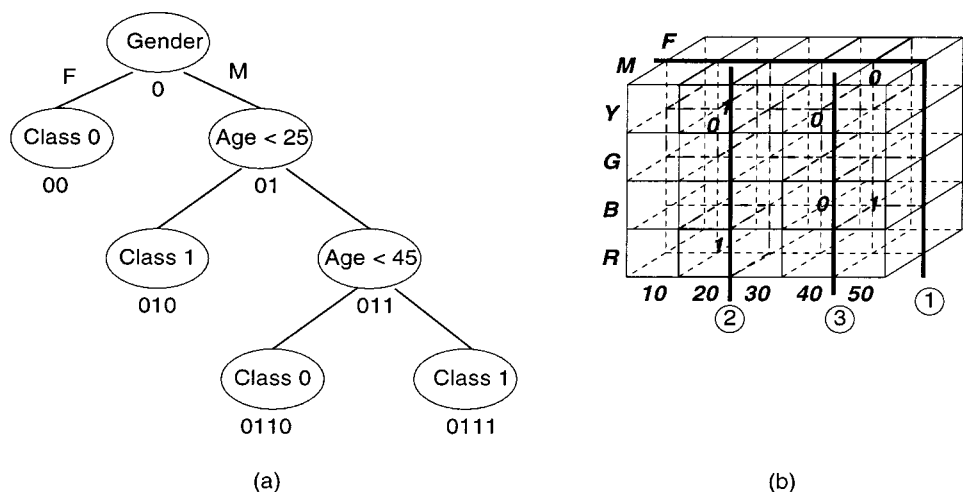 Gender
F
M
0
Class 0
Age < 25
00
01
Class 1
Age < 45
010
011
Class 0
Class 1
0110
0111
(a)
F
M
0
Y
1
0
0
G
B
0
1
R
1
10 20 30 40 50
2
3
1
(b)